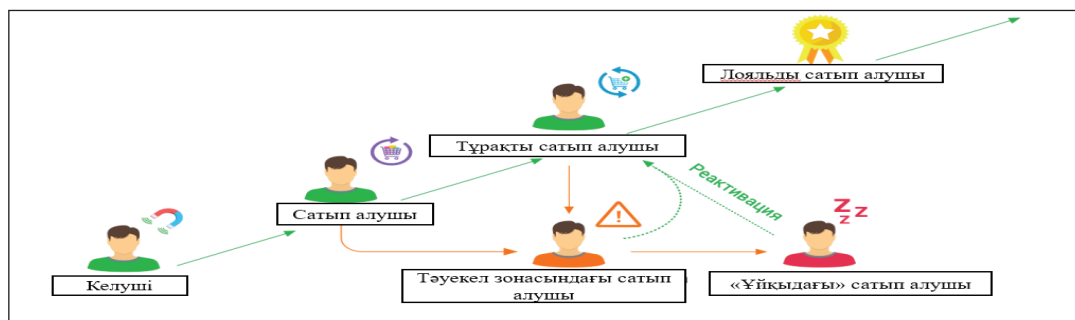 Лояльды сатып алушы
Тұрақты сатып алушы
Реактивация
Сатып алушы
Z Z Z
Келуші
Тәуекел зонасындағы сатып
алушы
«Ұйқыдағы» сатып алушы